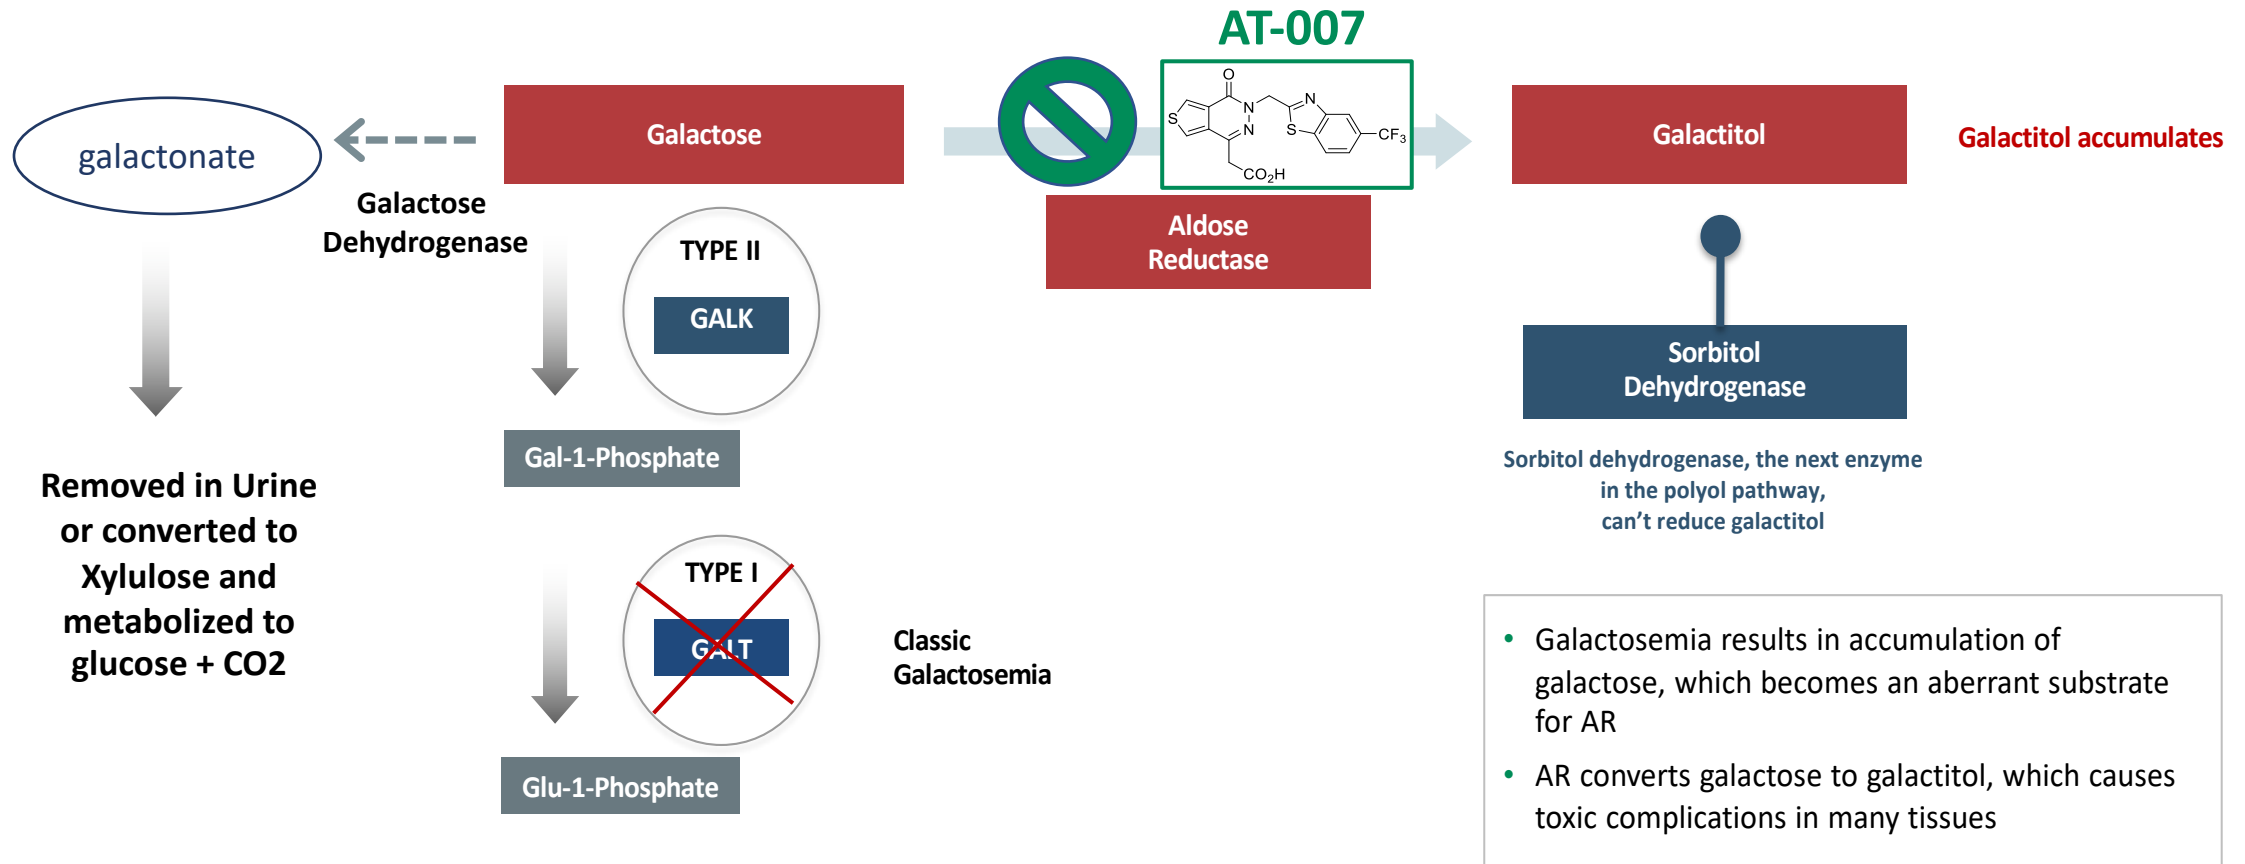 AT-007
O
N
N
S
N
S
CF3
CO2H
galactonate
Galactose
Galactitol
Galactitol accumulates
Galactose
Dehydrogenase
Aldose
Reductase
TYPE II
GALK
Sorbitol
Dehydrogenase
Gal-1-Phosphate
Sorbitol dehydrogenase, the next enzyme
in the polyol pathway,
can’t reduce galactitol
Removed in Urine
or converted to
Xylulose and
metabolized to
glucose + CO2
TYPE I
GALT
Classic
Galactosemia
Glu-1-Phosphate
• Galactosemia results in accumulation of
galactose, which becomes an aberrant substrate
for AR
• AR converts galactose to galactitol, which causes
toxic complications in many tissues